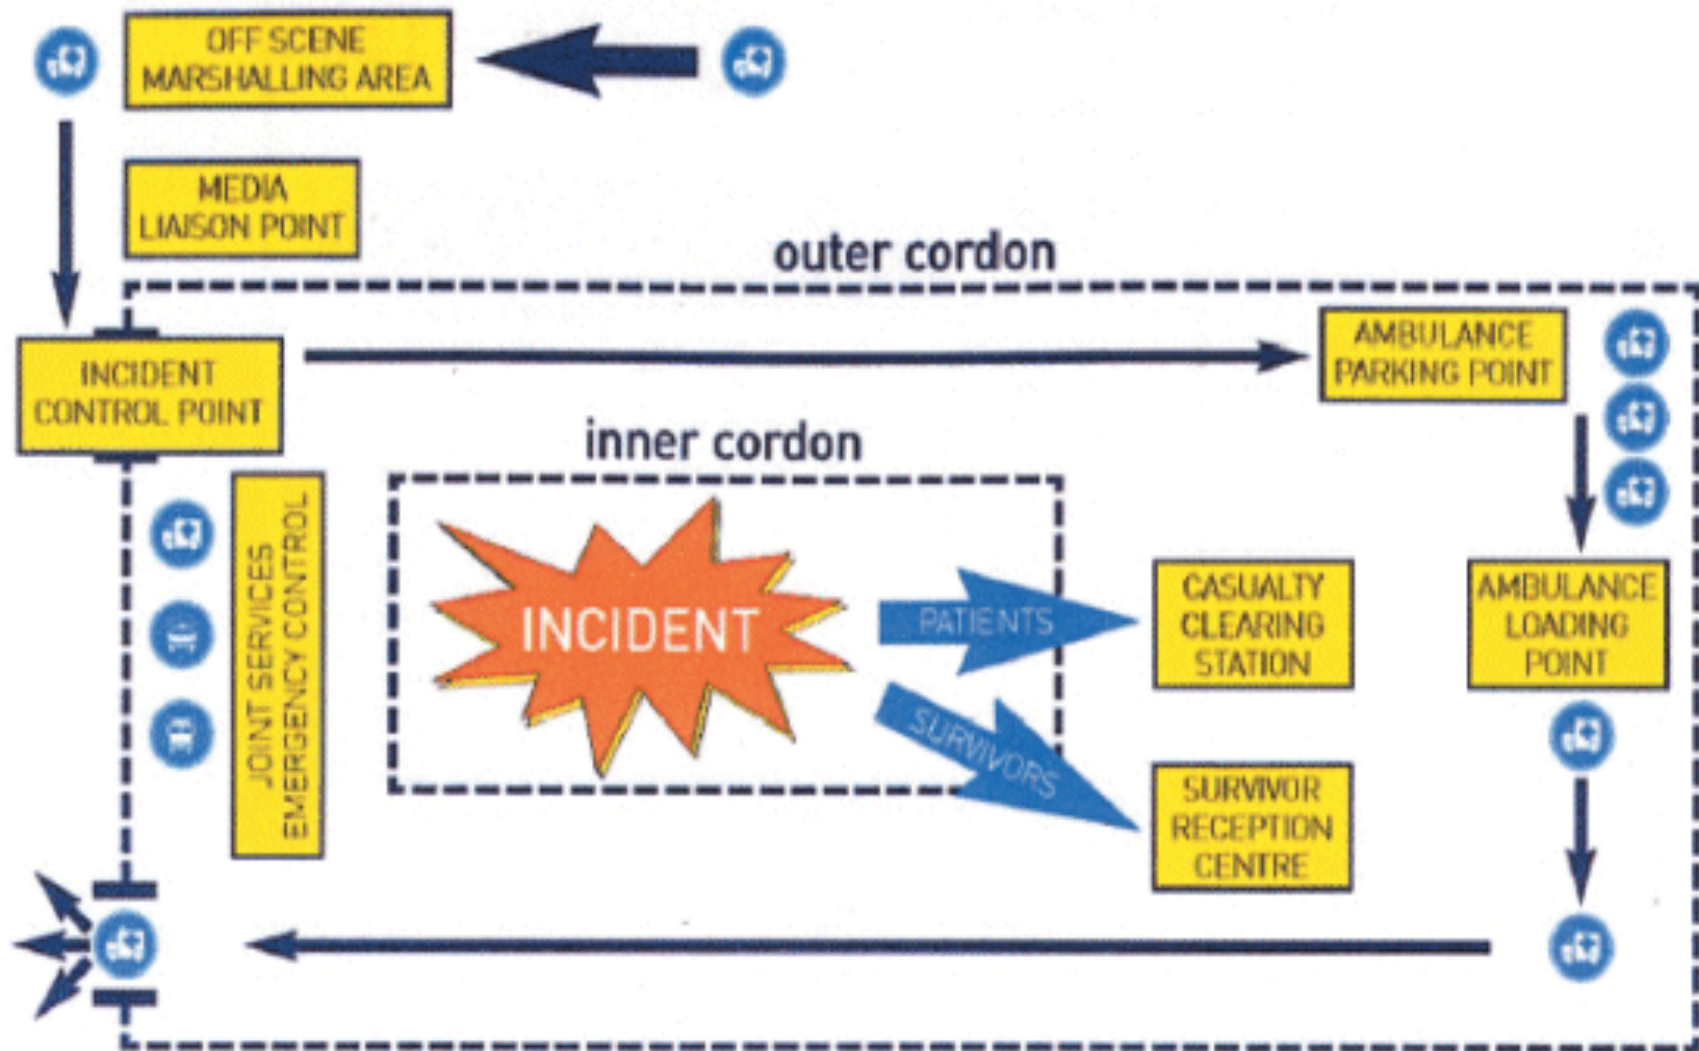 OFF SCENE
MARSHALLING AREA
MEDIA
LIAISON POINT
outer cordon
INCIDENT
CONTROL POINT
AMBULANCE
PARKING POINT
inner cordon
JOINT SERVICES
EMERGENCY CONTROL
INCIDENT
PATIENTS
SURVIVORS
CASUALTY
CLEARING
STATION
AMBULANCE
LOADING
POINT
SURVIVOR
RECEPTION
CENTRE